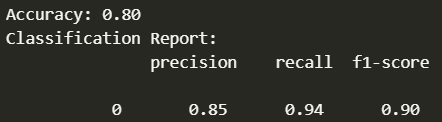 Accuracy: 0.80
Classification Report:
precision recall f1-score
0 0.85 0.94 0.90